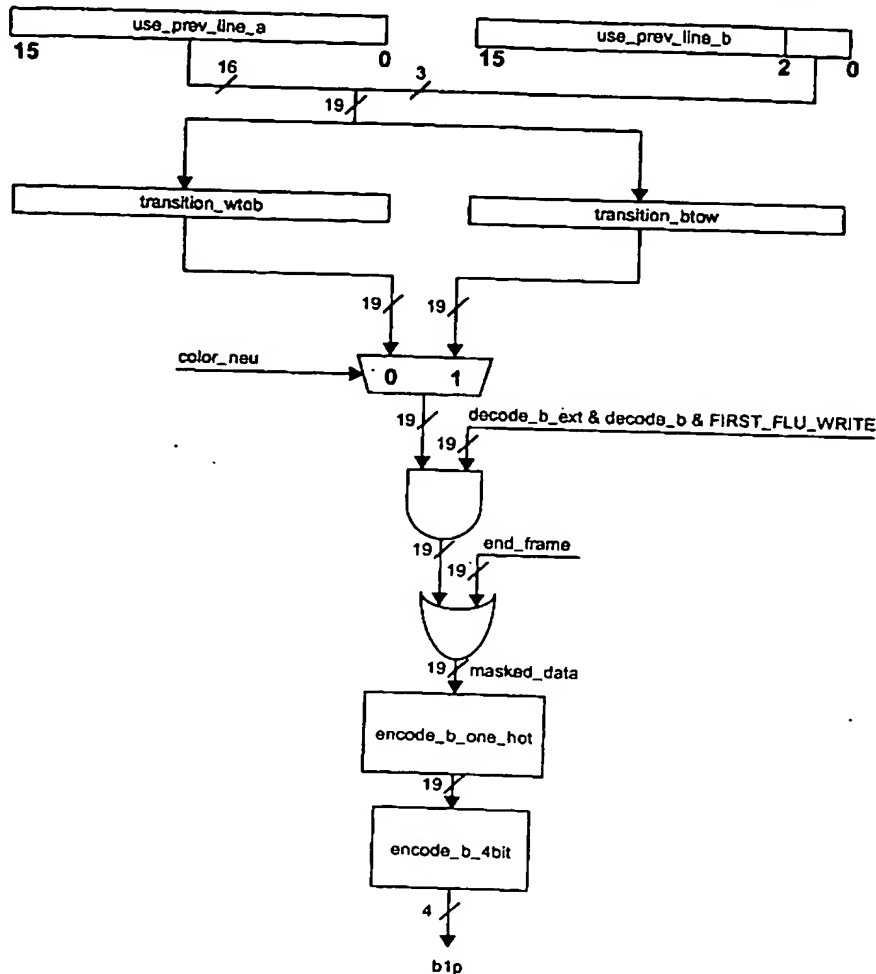 use_prev_line_a
use_prev_line_b
15 0
15 2 0
16 3
19
transition_wtob
transition_btow
19 19
color_neu
0 1
19
decode_b_ext & decode_b & FIRST_FLU_WRITE
19
19
end_frame
19
19 masked_data
encode_b_one_hot
19
encode_b_4bit
4
b1p